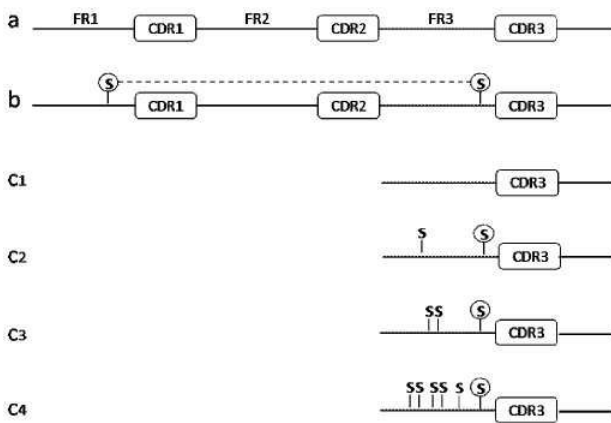 a FR1 CDR1 FR2 CDR2 FR3 CDR3
S S
b CDR1 CDR2 CDR3
C1 CDR3
S S
C2 CDR3
SS S
C3 CDR3
SS SS S S
C4 CDR3